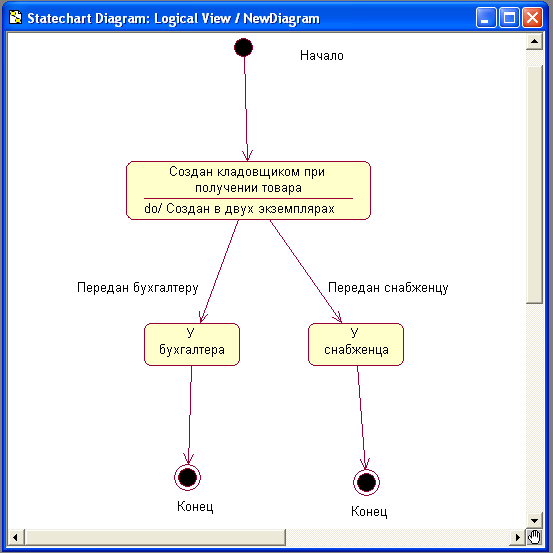 Statechart Diagram: Logical View / NewDiagram
Начало
Создан кладовщиком при
получении товара
do/ Создан в двух экземплярах
Передан бухгалтеру
Передан снабженцу
У
бухгалтера
У
снабженца
Конец
Конец